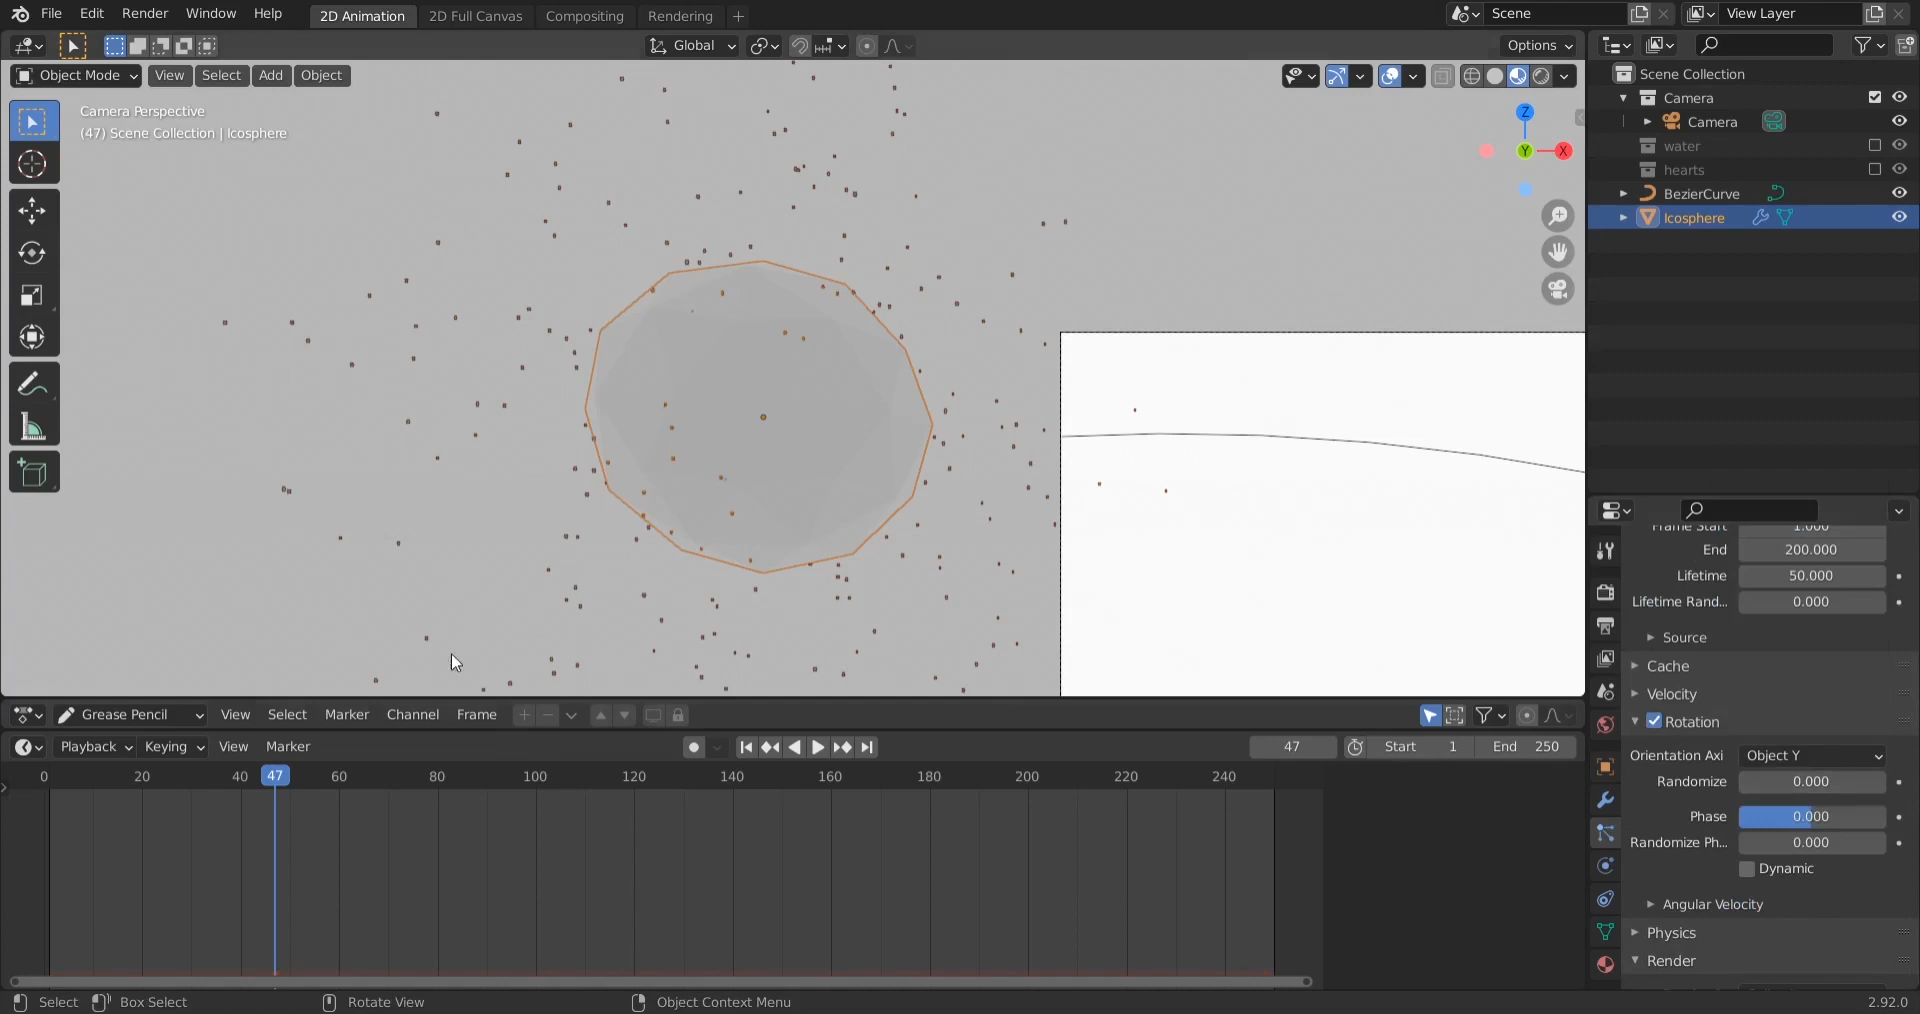 File Edit Render Window Help 2D Animation 2D Full Canvas Compositing Rendering + Scene View Layer
Global Options
Object Mode View Select Add Object
Camera Perspective
(47) Scene Collection | Icosphere
Z
Y
X
Scene Collection
Camera
Camera
water
hearts
BezierCurve
Icosphere
Frame Start 1.000
End 200.000
Lifetime 50.000
Lifetime Rand... 0.000
Source
Cache
Velocity
Rotation
Orientation Axi Object Y
Randomize 0.000
Phase 0.000
Randomize Ph... 0.000
Dynamic
Angular Velocity
Physics
Render
Grease Pencil View Select Marker Channel Frame
Playback Keying View Marker 47 Start 1 End 250
0 20 40 47 60 80 100 120 140 160 180 200 220 240
Select Box Select Rotate View Object Context Menu 2.92.0